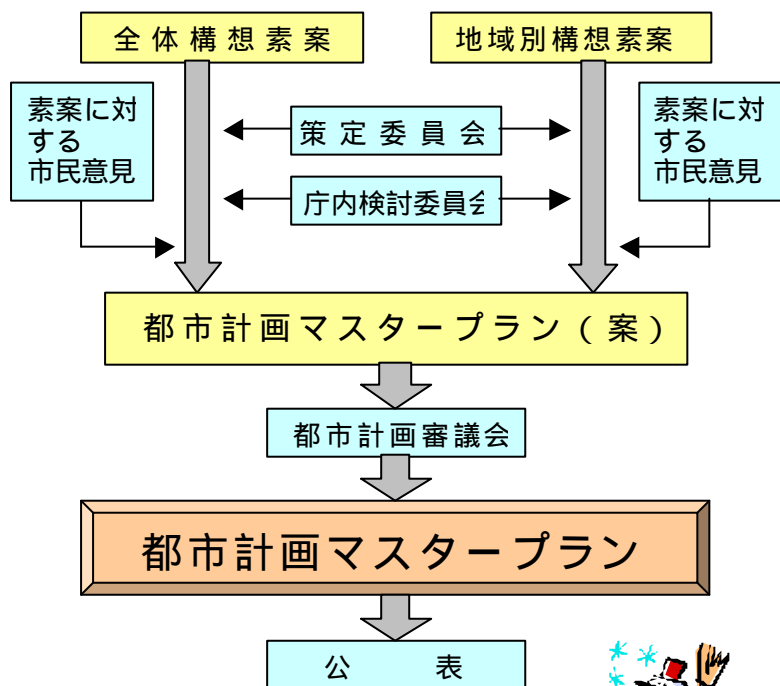 全体構想素案
地域別構想素案
素案に対
する
市民意見
策定委員会
素案に対
する
市民意見
庁内検討委員会
都市計画マスタープラン（案）
都市計画審議会
都市計画マスタープラン
公表